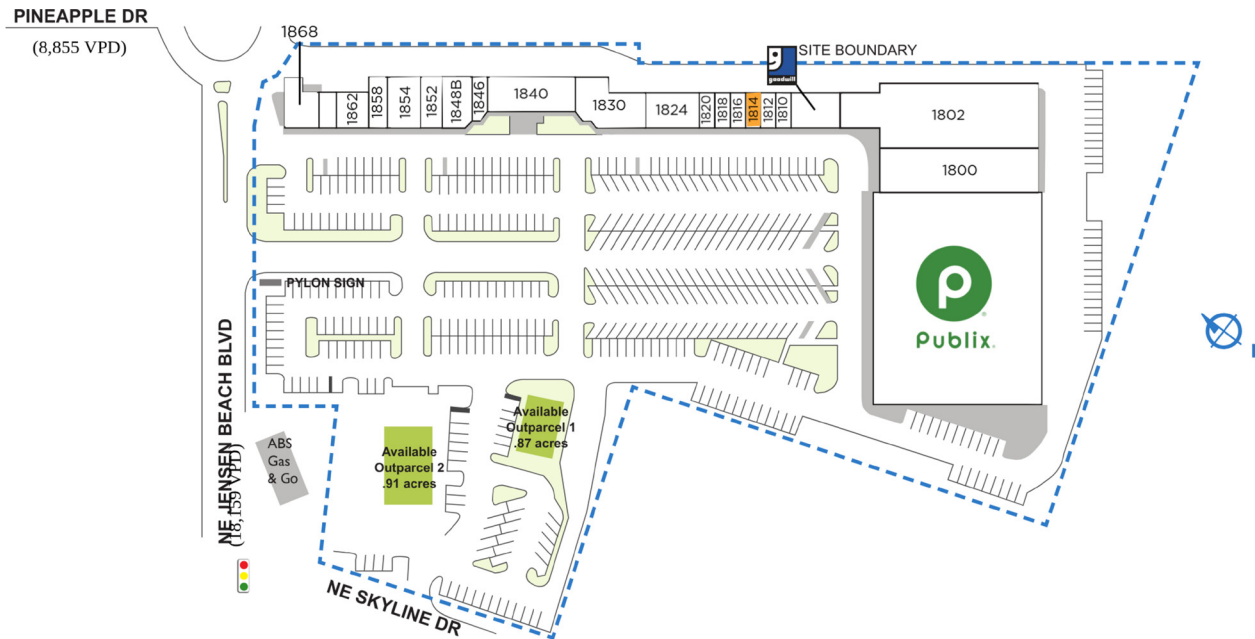 PINEAPPLE DR
(8,855 VPD)
1868
SITE BOUNDARY
g
goodwill
1862
1858
1854
1852
1848B
1846
1840
1830
1824
1820
1818
1816
1814
1812
1810
1802
1800
PYLON SIGN
P
Publix.
NE JENSEN BEACH BLVD
(18,159 VPD)
ABS
Gas
& Go
Available
Outparcel 1
.87 acres
Available
Outparcel 2
.91 acres
NE SKYLINE DR